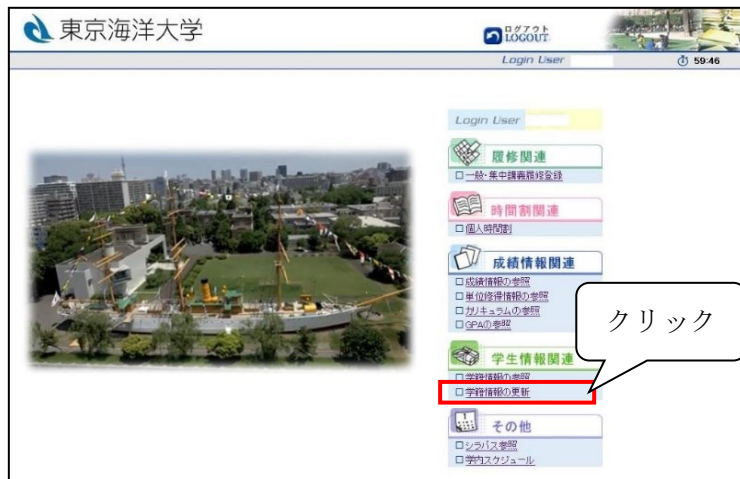 東京海洋大学
ログアウト
LOGOUT
Login User
59:46
Login User
履修関連
一般・集中講義履修登録
時間割関連
個人時間割
成績情報関連
成績情報の参照
単位修得情報の参照
カリキュラムの参照
GPAの参照
クリック
学生情報関連
学籍情報の参照
学籍情報の更新
その他
シラバス参照
学内スケジュール